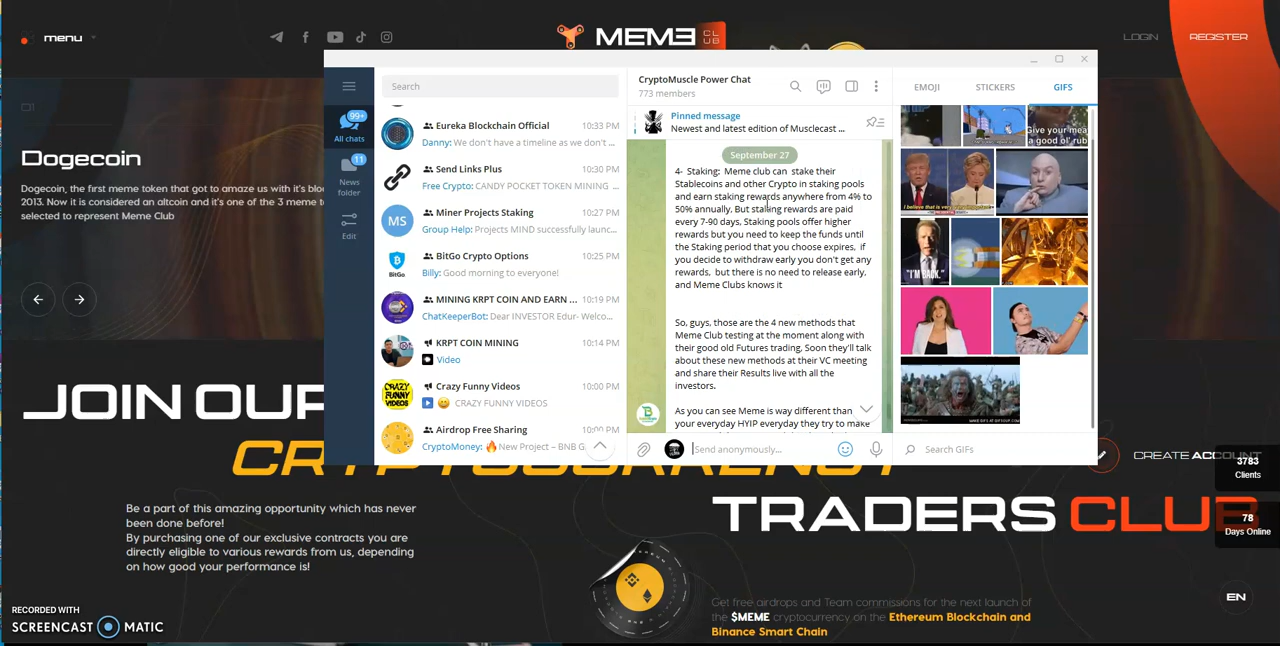 menu
MEME CLUB
LOGIN
REGISTER
Dogecoin
Dogecoin, the first meme token that got to amaze us with it's blo
2013. Now it is considered an altcoin and it's one of the 3 meme t
selected to represent Meme Club
99+
All chats
11
News
folder
Edit
Search
Eureka Blockchain Official 10:33 PM
Danny: We don't have a timeline as we don't ...
Send Links Plus 10:30 PM
Free Crypto: CANDY POCKET TOKEN MINING ...
MS
Miner Projects Staking 10:27 PM
Group Help: Projects MIND successfully launc...
BitGo
BitGo Crypto Options 10:25 PM
Billy: Good morning to everyone!
MINING KRPT COIN AND EARN ... 10:19 PM
ChatKeeperBot: Dear INVESTOR Edur- Welco...
KRPT COIN MINING 10:14 PM
Video
CRAZY
FUNNY
VIDEOS
Crazy Funny Videos 10:00 PM
CRAZY FUNNY VIDEOS
Airdrop Free Sharing 10:00 PM
CryptoMoney: 🔥New Project – BNB G
CryptoMuscle Power Chat
773 members
Pinned message
Newest and latest edition of Musclecast ...
September 27
4- Staking: Meme club can stake their
Stablecoins and other Crypto in staking pools
and earn staking rewards anywhere from 4% to
50% annually, But stalling rewards are paid
every 7-90 days, Staking pools offer higher
rewards but you need to keep the funds until
the Staking period that you choose expires, if
you decide to withdraw early you don't get any
rewards, but there is no need to release early,
and Meme Clubs knows it
So, guys, those are the 4 new methods that
Meme Club testing at the moment along with
their good old Futures trading, Soon they'll talk
about these new methods at their VC meeting
and share their Results live with all the
investors.
As you can see Meme is way different than
your everyday HYIP everyday they try to make
Send anonymously...
EMOJI
STICKERS
GIFS
Give your mea
a good ol' rub
I believe that is very
"I'M BACK."
Search GIFs
JOIN OUR
CRYPTOCURRENCY
TRADERS CLUB
CREATE ACCOUNT
3783
Clients
78
Days Online
Be a part of this amazing opportunity which has never
been done before!
By purchasing one of our exclusive contracts you are
directly eligible to various rewards from us, depending
on how good your performance is!
Get free airdrops and Team commissions for the next launch of
the $MEME cryptocurrency on the Ethereum Blockchain and
Binance Smart Chain
EN
RECORDED WITH
SCREENCAST MATIC